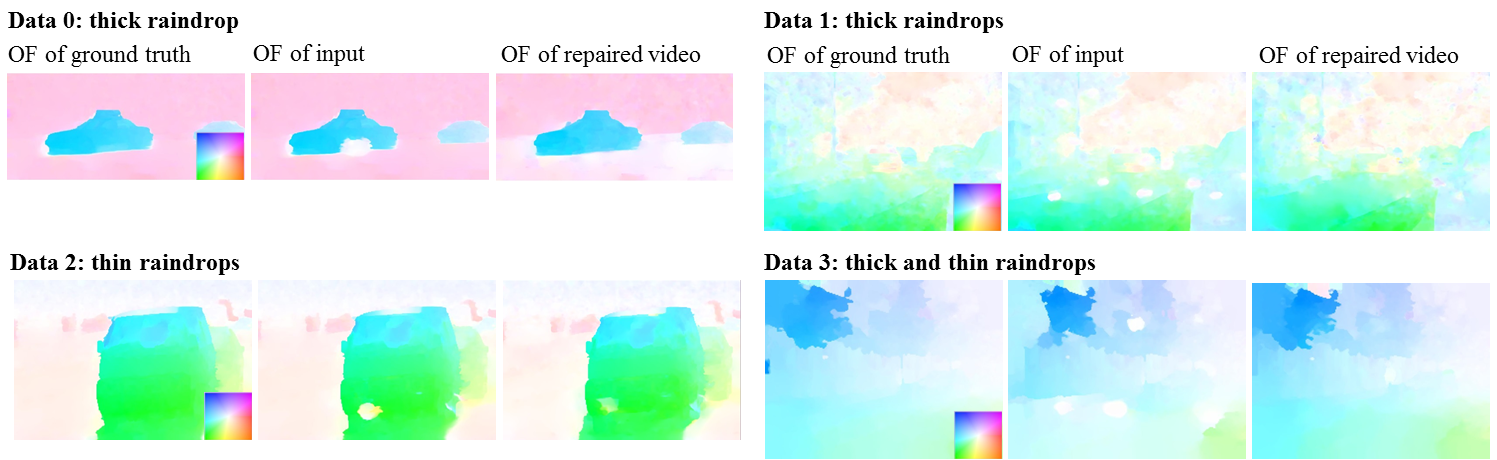 Data 0: thick raindrop
OF of ground truth
OF of input
OF of repaired video
Data 1: thick raindrops
OF of ground truth
OF of input
OF of repaired video
Data 2: thin raindrops
Data 3: thick and thin raindrops